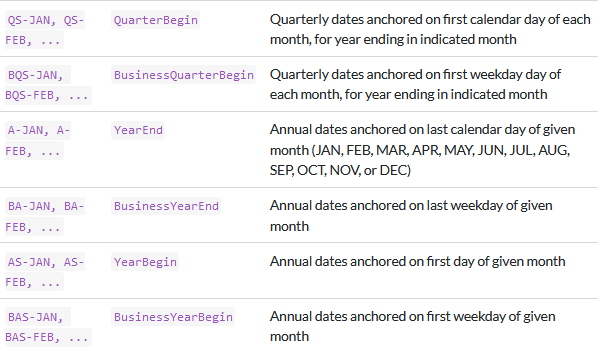 QS-JAN, QS- QuarterBegin Quarterly dates anchored on first calendar day of each
FEB, ... month, for year ending in indicated month
BQS-JAN, BusinessQuarterBegin Quarterly dates anchored on first weekday day of
BQS-FEB, ... each month, for year ending in indicated month
A-JAN, A- YearEnd Annual dates anchored on last calendar day of given
FEB, ... month (JAN, FEB, MAR, APR, MAY, JUN, JUL, AUG,
SEP, OCT, NOV, or DEC)
BA-JAN, BA- BusinessYearEnd Annual dates anchored on last weekday of given
FEB, ... month
AS-JAN, AS- YearBegin Annual dates anchored on first day of given month
FEB, ...
BAS-JAN, BusinessYearBegin Annual dates anchored on first weekday of given
BAS-FEB, ... month